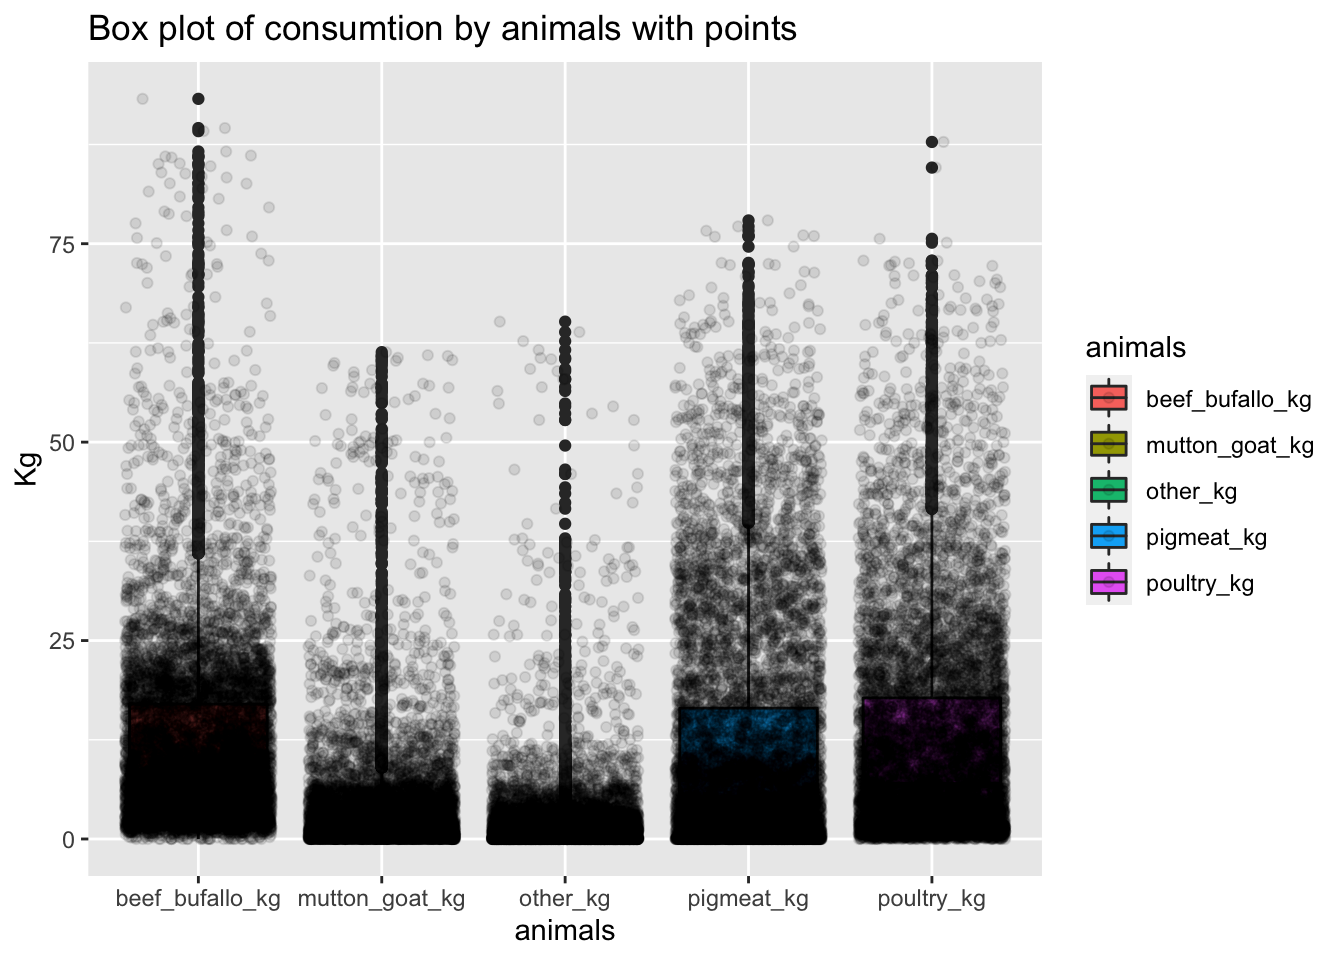 Box plot of consumtion by animals with points
Kg
75
50
25
0
beef_bufallo_kg mutton_goat_kg other_kg pigmeat_kg poultry_kg
animals
animals
beef_bufallo_kg
mutton_goat_kg
other_kg
pigmeat_kg
poultry_kg